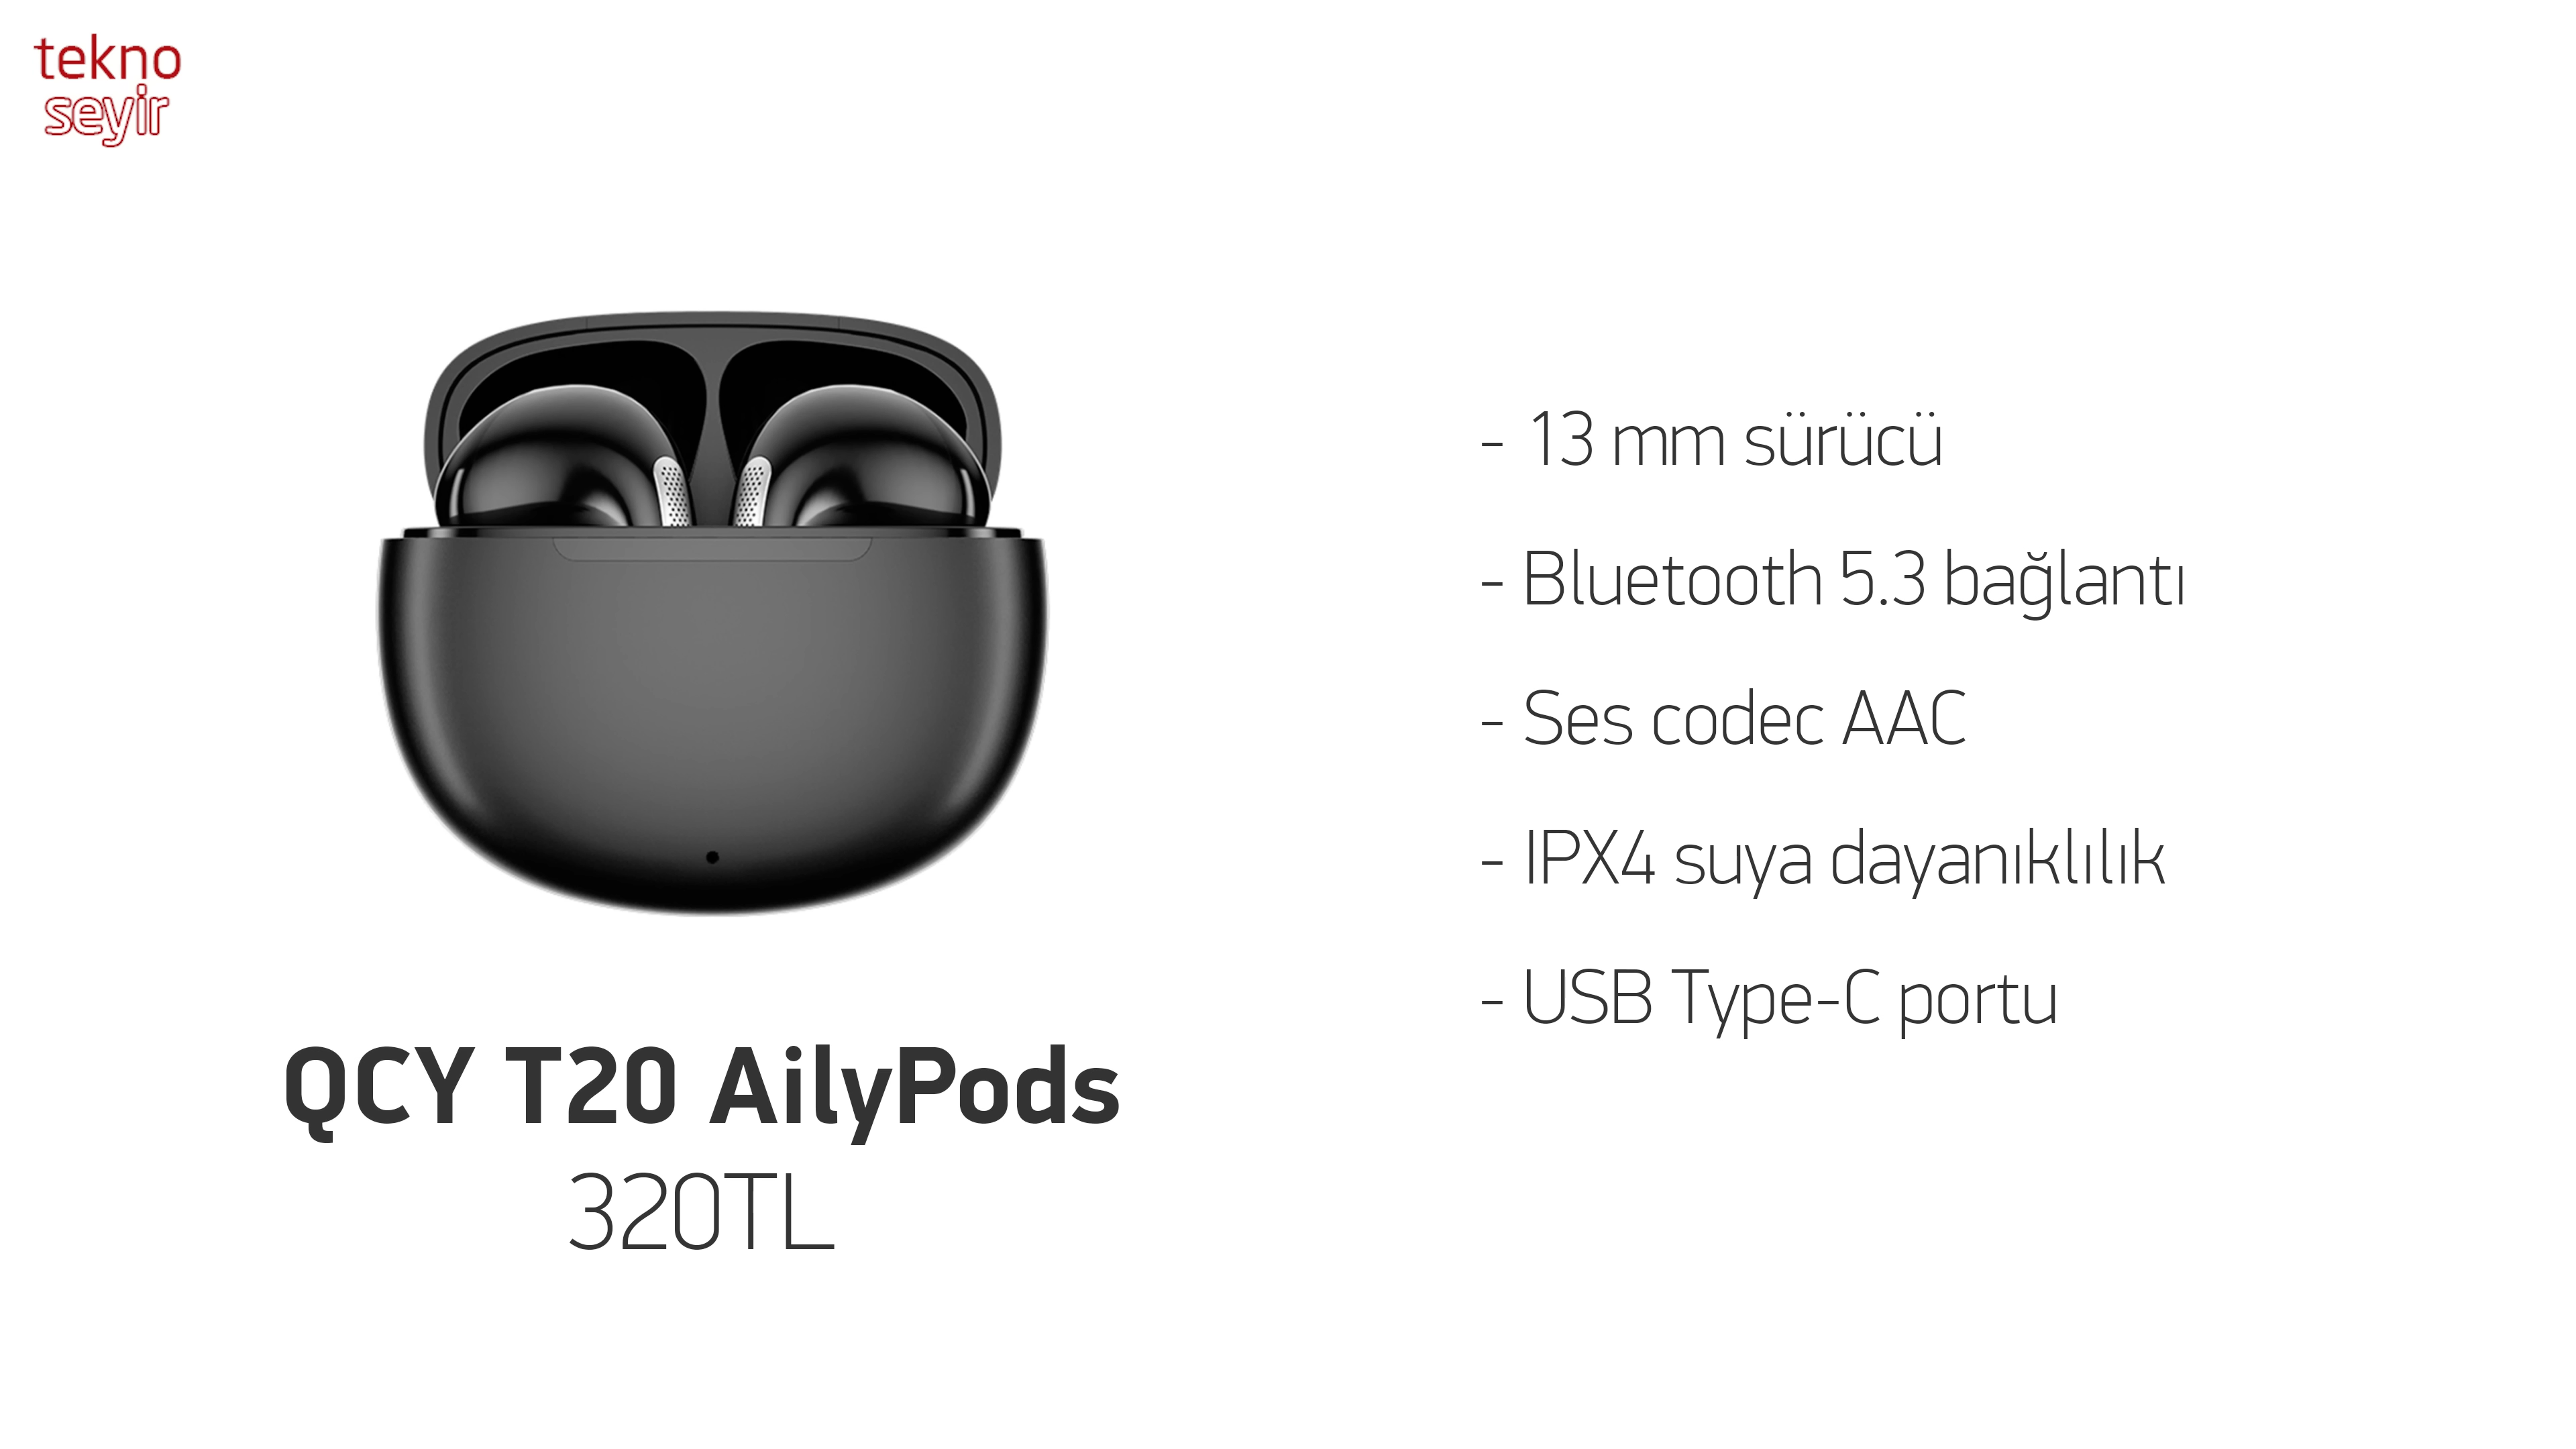 tekno
seyir
- 13 mm sürücü
- Bluetooth 5.3 bağlantı
- Ses codec AAC
- IPX4 suya dayanıklılık
- USB Type-C portu
QCY T20 AilyPods
320TL